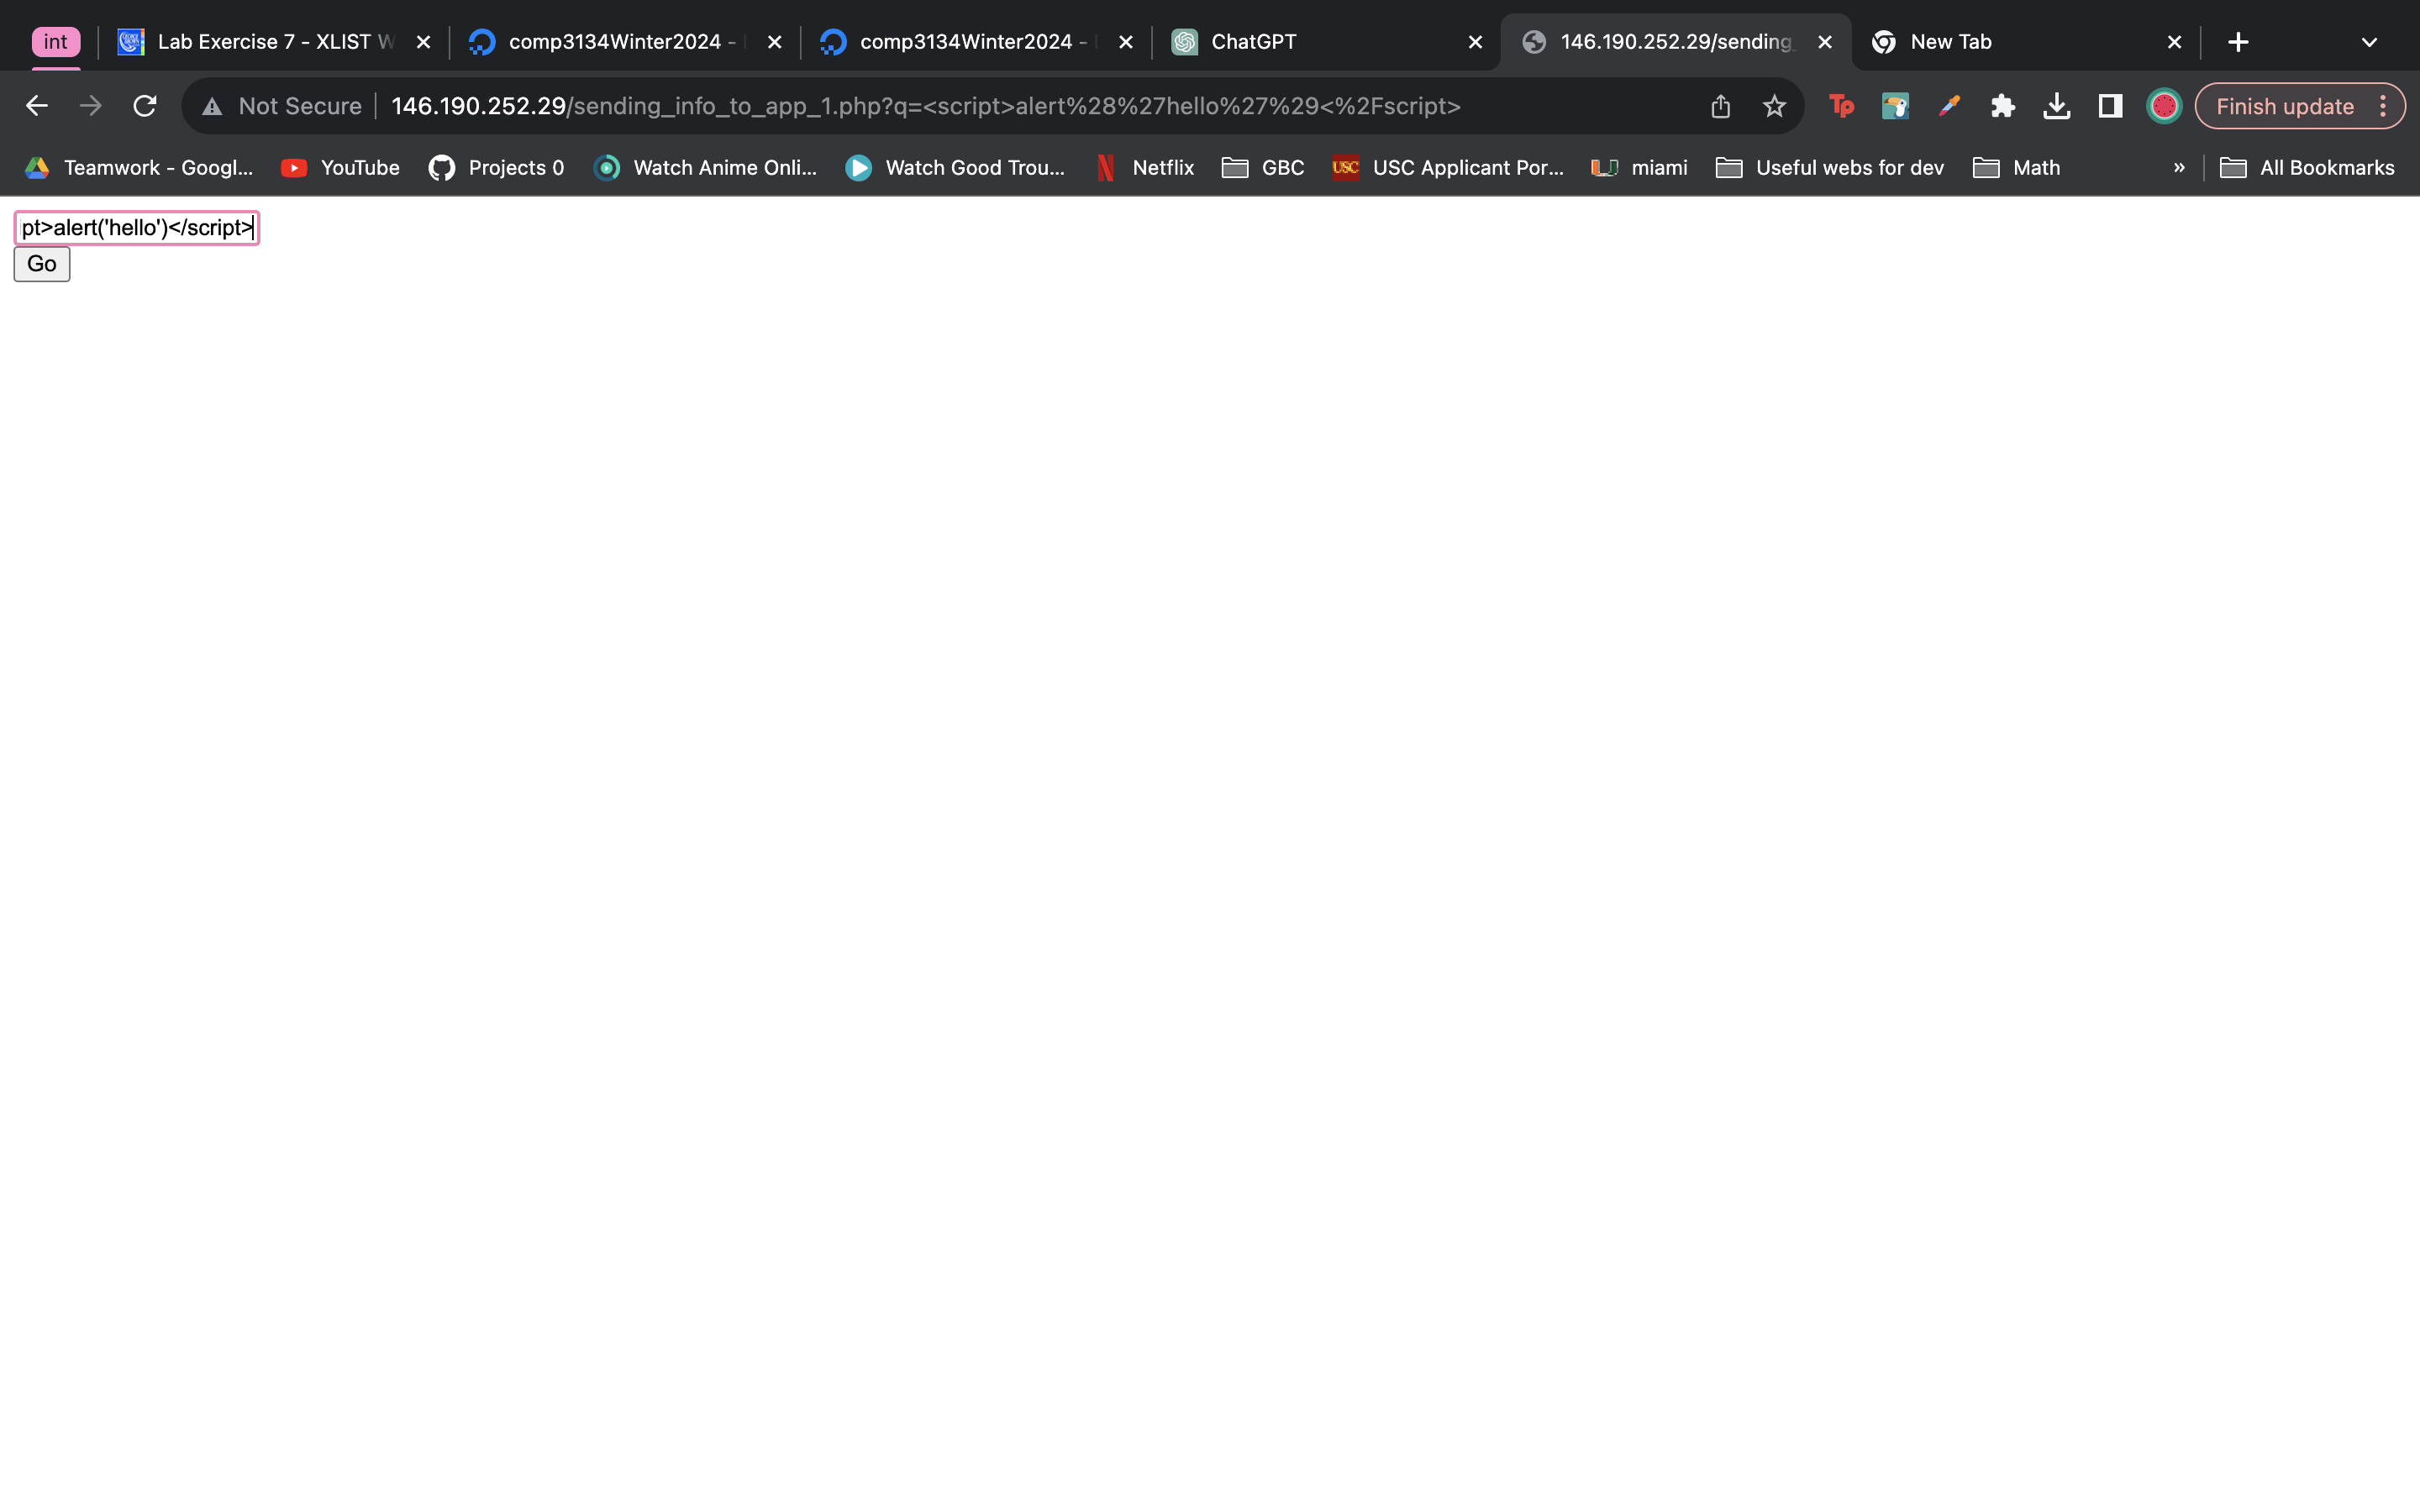 int
Lab Exercise 7 - XLIST W
comp3134Winter2024 -
comp3134Winter2024 -
ChatGPT
146.190.252.29/sending_
New Tab
Not Secure
146.190.252.29/sending_info_to_app_1.php?q=<script>alert%28%27hello%27%29<%2Fscript>
Tp
Finish update
Teamwork - Googl...
YouTube
Projects 0
Watch Anime Onli...
Watch Good Trou...
Netflix
GBC
USC
USC Applicant Por...
miami
Useful webs for dev
Math
»
All Bookmarks
pt>alert('hello')</script>
Go